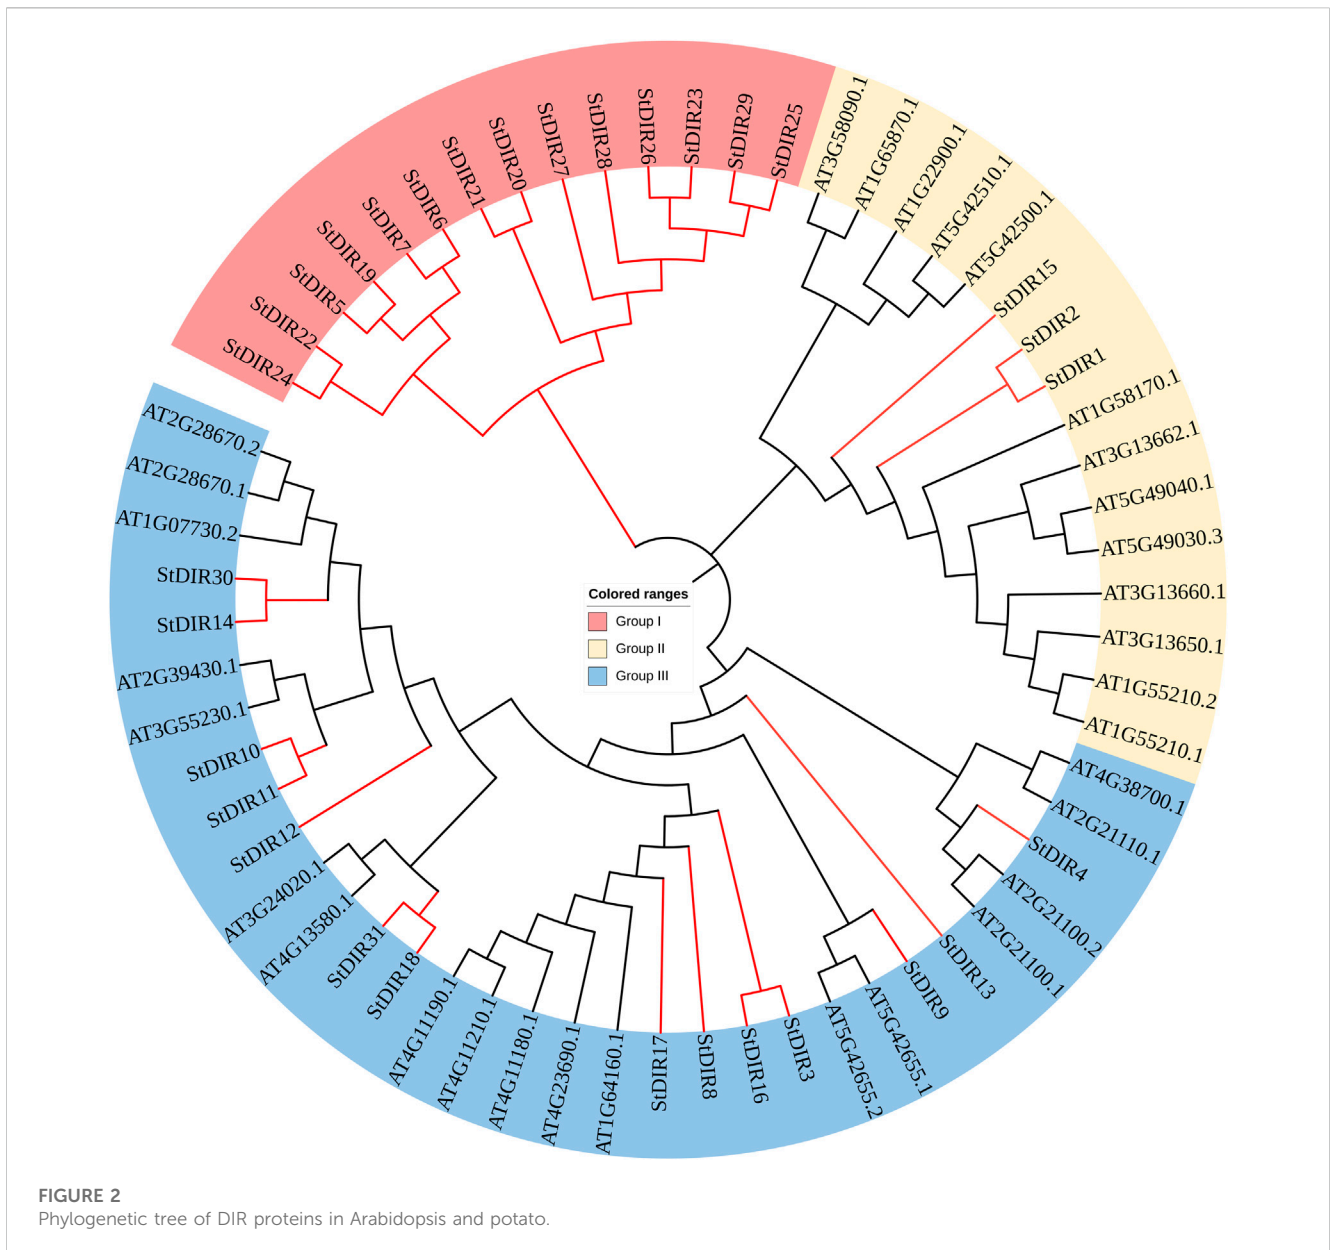 StDIR24
StDIR22
StDIR5
StDIR19
StDIR7
StDIR6
StDIR21
StDIR20
StDIR27
StDIR28
StDIR26
StDIR23
StDIR29
StDIR25
AT3G58090.1
AT1G65870.1
AT1G22900.1
AT5G42510.1
AT5G42500.1
StDIR15
StDIR2
StDIR1
AT1G58170.1
AT3G13662.1
AT5G49040.1
AT5G49030.3
AT3G13660.1
AT3G13650.1
AT1G55210.2
AT1G55210.1
AT4G38700.1
AT2G21110.1
StDIR4
AT2G21100.2
AT2G21100.1
StDIR13
StDIR9
AT5G42655.1
AT5G42655.2
StDIR3
StDIR16
StDIR8
StDIR17
AT1G64160.1
AT4G23690.1
AT4G11180.1
AT4G11210.1
AT4G11190.1
StDIR18
StDIR31
AT4G13580.1
AT3G24020.1
StDIR12
StDIR11
StDIR10
AT3G55230.1
AT2G39430.1
StDIR14
StDIR30
AT1G07730.2
AT2G28670.1
AT2G28670.2
Colored ranges
Group I
Group II
Group III
FIGURE 2
Phylogenetic tree of DIR proteins in Arabidopsis and potato.